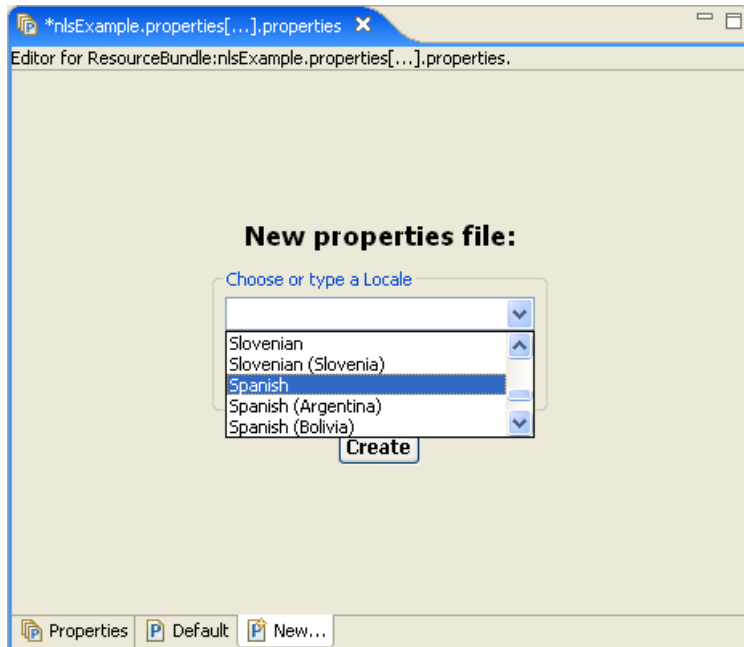 *nlsExample.properties[...].properties
Editor for ResourceBundle:nlsExample.properties[...].properties.
New properties file:
Choose or type a Locale
Slovenian
Slovenian (Slovenia)
Spanish
Spanish (Argentina)
Spanish (Bolivia)
Create
Properties Default New...